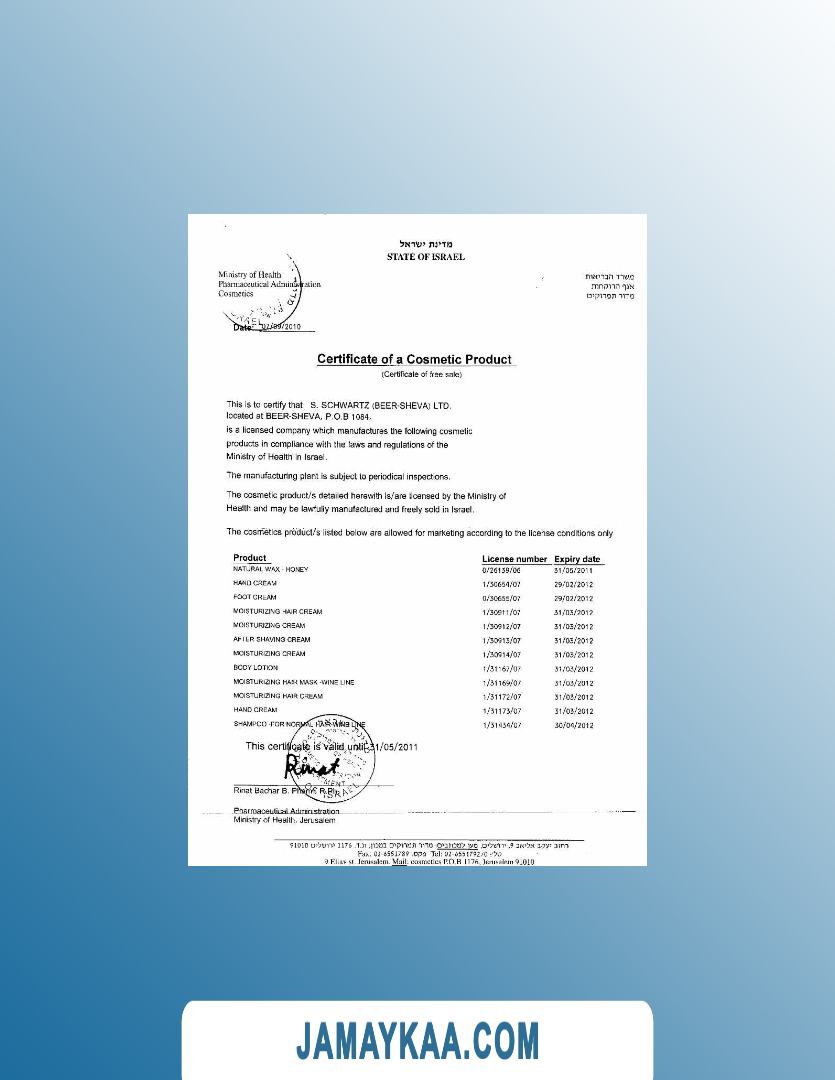 מדינת ישראל
STATE OF ISRAEL
Ministry of Health
Pharmaceutical Administration
Cosmetics
משרד הבריאות
אגף הרוקחות
מדור תמרוקים
Date: 02/09/2010
Certificate of a Cosmetic Product
(Certificate of free sale)
This is to certify that S. SCHWARTZ (BEER-SHEVA) LTD.
located at BEER-SHEVA, P.O.B 1084.
is a licensed company which manufactures the following cosmetic
products in compliance with the laws and regulations of the
Ministry of Health in Israel.
The manufacturing plant is subject to periodical inspections.
The cosmetic product/s detailed herewith is/are licensed by the Ministry of
Health and may be lawfully manufactured and freely sold in Israel.
The cosmetics product/s listed below are allowed for marketing according to the license conditions only
Product License number Expiry date
NATURAL WAX - HONEY 0/26139/06 31/05/2011
HAND CREAM 1/30654/07 29/02/2012
FOOT CREAM 0/30655/07 29/02/2012
MOISTURIZING HAIR CREAM 1/30911/07 31/03/2012
MOISTURIZING CREAM 1/30912/07 31/03/2012
AFTER SHAVING CREAM 1/30913/07 31/03/2012
MOISTURIZING CREAM 1/30914/07 31/03/2012
BODY LOTION 1/31167/07 31/03/2012
MOISTURIZING HAIR MASK -WINE LINE 1/31169/07 31/03/2012
MOISTURIZING HAIR CREAM 1/31172/07 31/03/2012
HAND CREAM 1/31173/07 31/03/2012
SHAMPOO -FOR NORMAL HAIR-WINE LINE 1/31434/07 30/04/2012
This certificate is valid until 31/05/2011
Rinat
Rinat Bachar B. Pharm R.Ph
Pharmaceutical Administration
Ministry of Health, Jerusalem
רחוב יעקב אליאב 9, ירושלים, מען למכתבים: מדור תמרוקים במכון, ת.ד. 1176 ירושלים 91010
Fax: 02-6551789 פקס. Tel: 02-6551792/0 טל'
9 Eliav st. Jerusalem, Mail: cosmetics P.O.B 1176, Jerusalem 91010
JAMAYKAA.COM